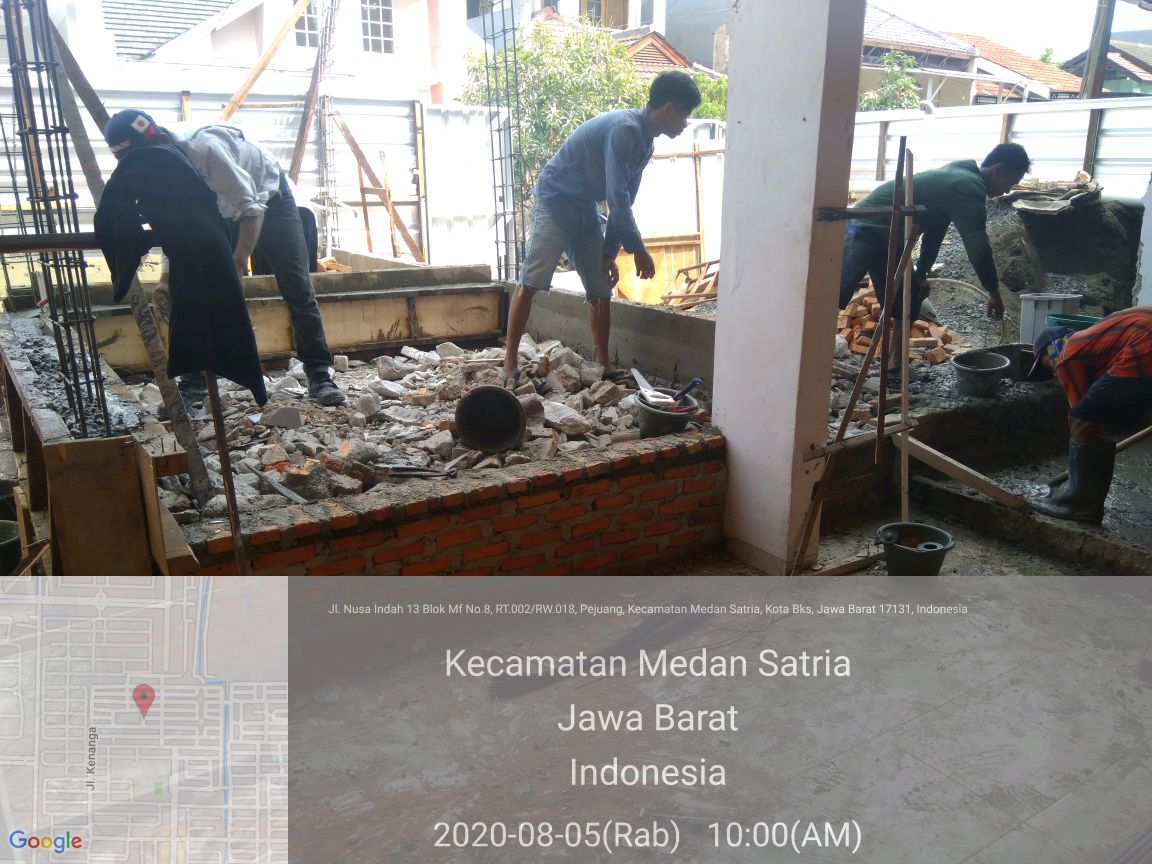 Jl. Nusa Indah 13 Blok Mf No.8, RT.002/RW.018, Pejuang, Kecamatan Medan Satria, Kota Bks, Jawa Barat 17131, Indonesia
Kecamatan Medan Satria
Jawa Barat
Indonesia
2020-08-05(Rab) 10:00(AM)
Jl. Kenanga
Google